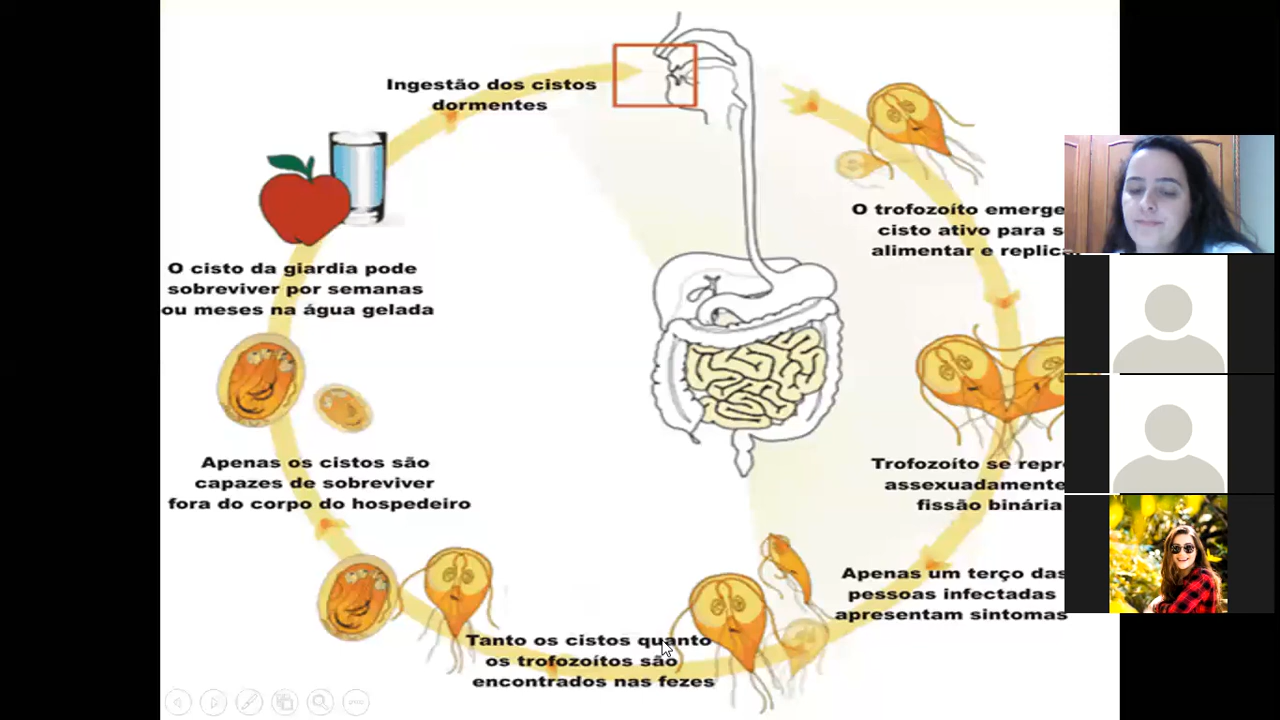 Ingestão dos cistos
dormentes
O trofozoíto emerge
cisto ativo para
alimentar e
O cisto da giardia pode
sobreviver por semanas
ou meses na água gelada
Apenas os cistos são
capazes de sobreviver
fora do corpo do hospedeiro
Trofozoíto se
assexuadamente
fissão binária
Apenas um terço das
pessoas infectadas
apresentam sintomas
Tanto os cistos quanto
os trofozoítos são
encontrados nas fezes